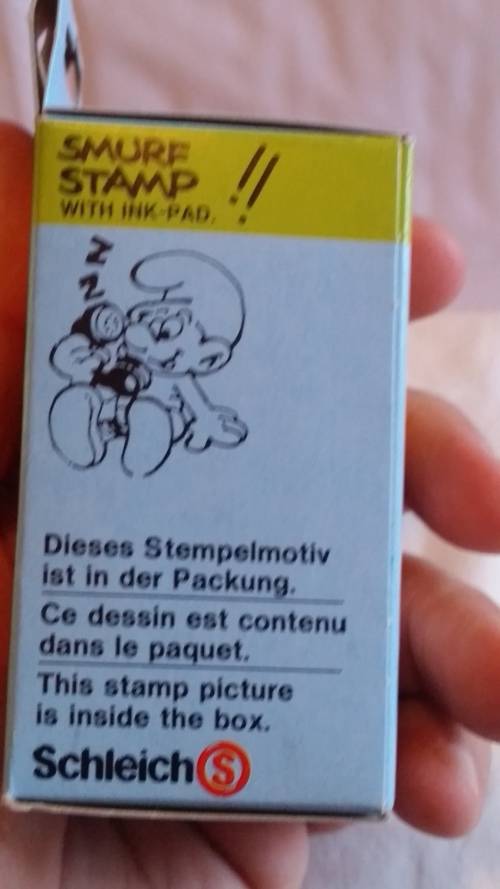 SMURF
STAMP !!
WITH INK-PAD.
Z
Z
Dieses Stempelmotiv
ist in der Packung.
Ce dessin est contenu
dans le paquet.
This stamp picture
is inside the box.
Schleich S